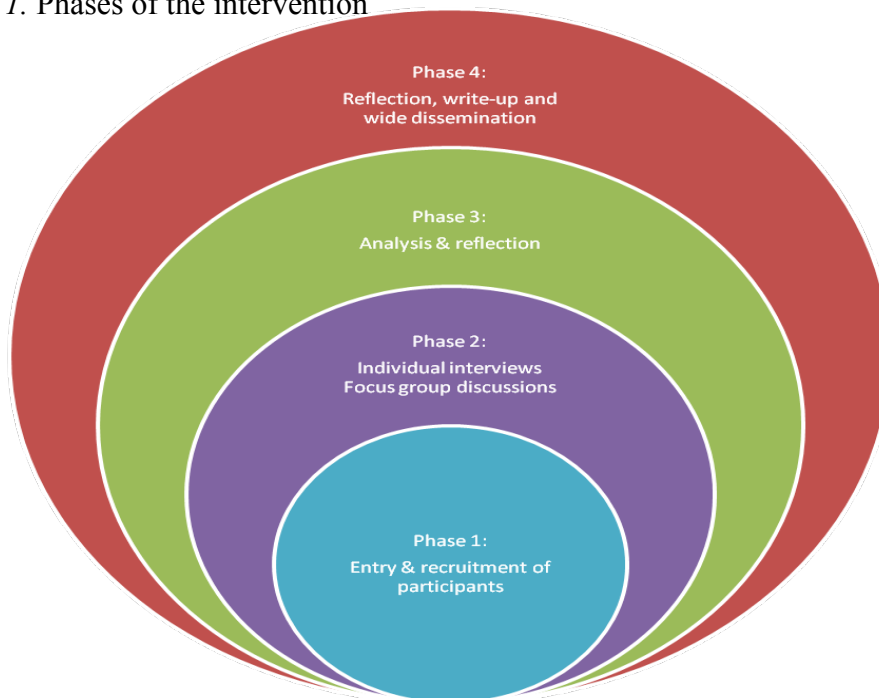 1. Phases of the intervention
Phase 4:
Reflection, write-up and
wide dissemination
Phase 3:
Analysis & reflection
Phase 2:
Individual interviews
Focus group discussions
Phase 1:
Entry & recruitment of
participants